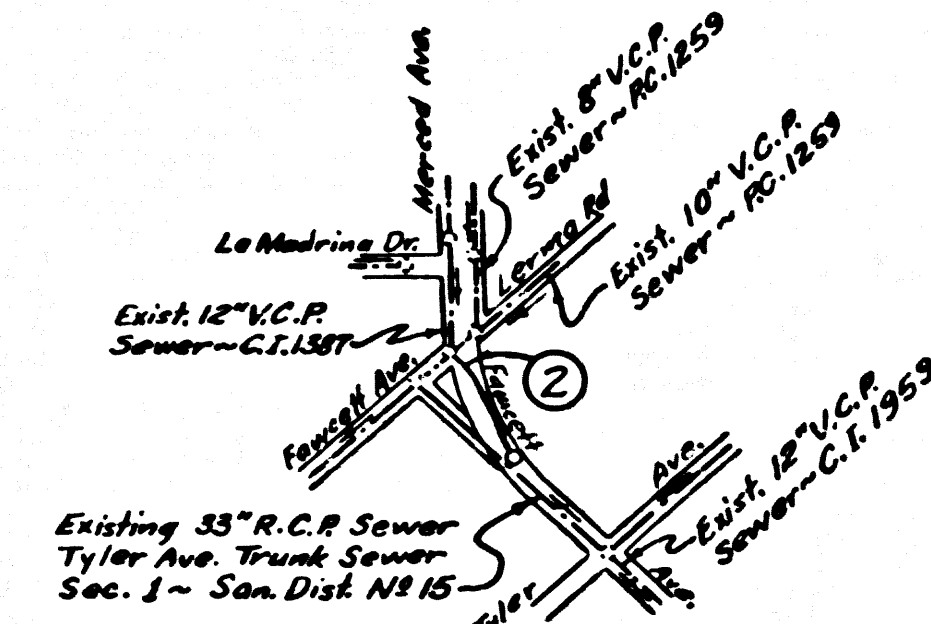 Merced Ave.
Exist. 8" V.C.P.
Sewer ~ P.C. 1259
Exist. 10" V.C.P.
Sewer ~ P.C. 1259
La Madrina Dr.
Lerma Rd
Exist. 12" V.C.P.
Sewer ~ C.I. 1387
2
Fawcett Ave.
Fawcett
Ave.
Exist. 12" V.C.P.
Sewer ~ C.I. 1959
Existing 33" R.C.P. Sewer
Tyler Ave. Trunk Sewer
Sec. 1 ~ San. Dist. Nº 15
Tyler
Ave.